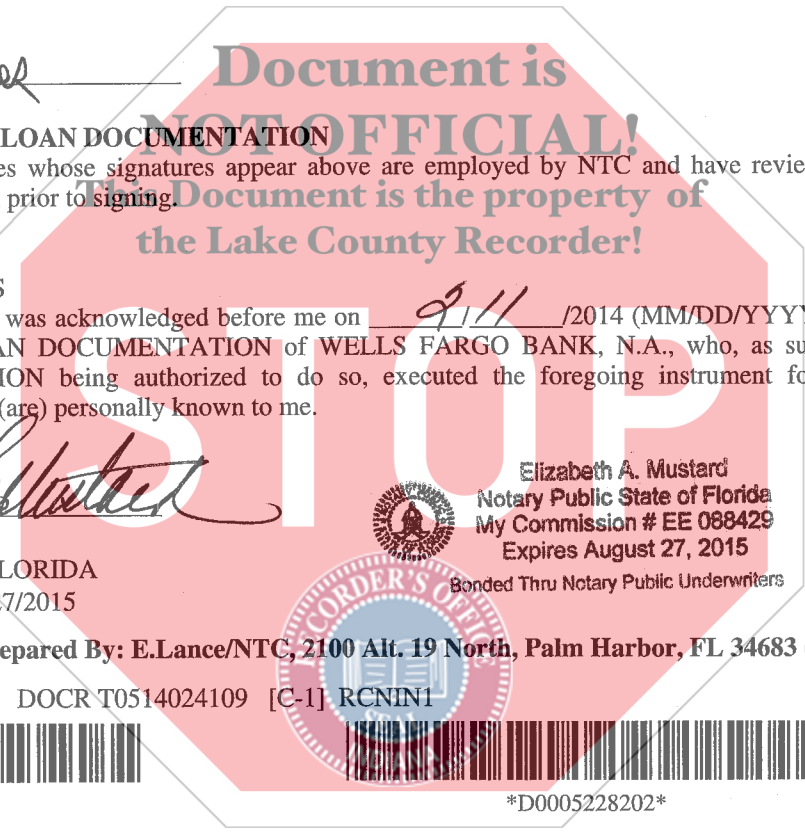 Document is
NOT OFFICIAL!
This Document is the property of
the Lake County Recorder!
STOP
LOAN DOCUMENTATION
es whose signatures appear above are employed by NTC and have revie
prior to signing.
S
was acknowledged before me on 2/11/2014 (MM/DD/YYYY
AN DOCUMENTATION of WELLS FARGO BANK, N.A., who, as su
ION being authorized to do so, executed the foregoing instrument fo
(are) personally known to me.
Elizabeth A. Mustard
Notary Public State of Florida
My Commission # EE 088429
Expires August 27, 2015
Bonded Thru Notary Public Underwriters
LORIDA
7/2015
epared By: E.Lance/NTC, 2100 Alt. 19 North, Palm Harbor, FL 34683
DOCR T0514024109 [C-1] RCNIN1
*D0005228202*
RECORDER'S OFFICE
SEAL
INDIANA